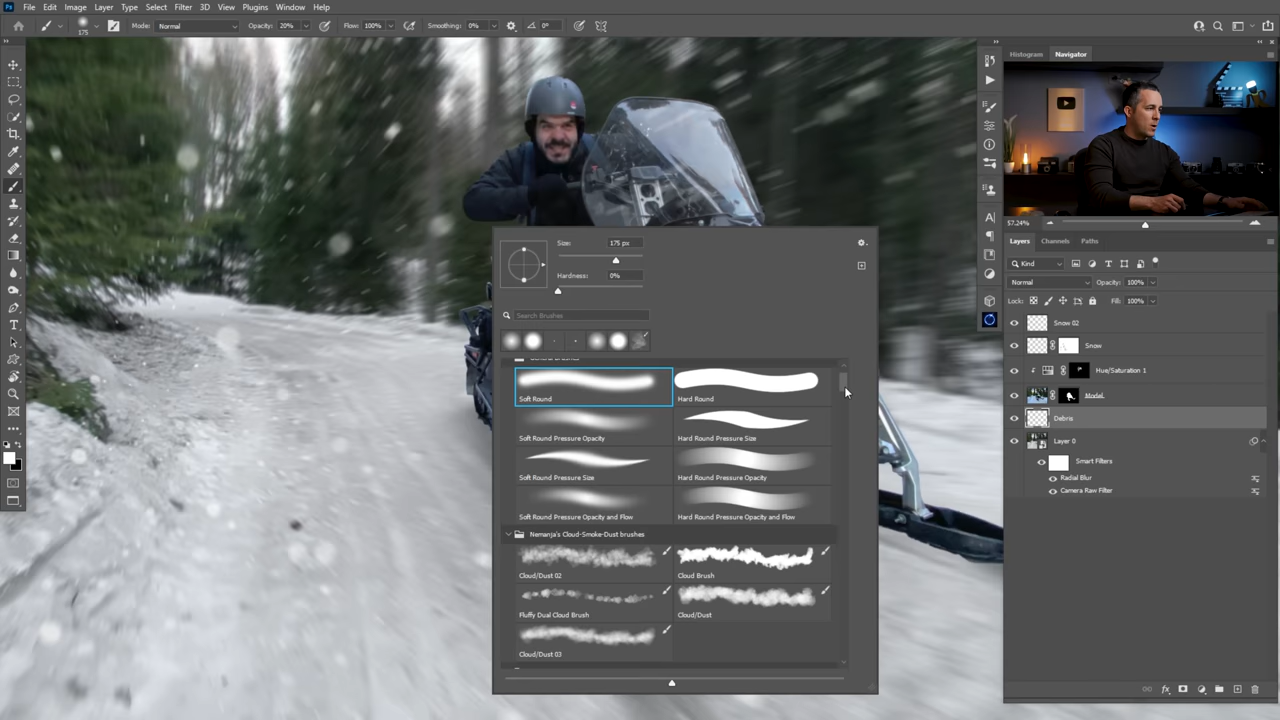 Ps File Edit Image Layer Type Select Filter 3D View Plugins Window Help
175 Mode: Normal Opacity: 20% Flow: 100% Smoothing: 0% 0°
Histogram Navigator
57.24%
Layers Channels Paths
Kind
Normal Opacity: 100%
Lock: Fill: 100%
Snow 02
Snow
Hue/Saturation 1
Model
Debris
Layer 0
Smart Filters
Radial Blur
Camera Raw Filter
Size: 175 px
Hardness: 0%
Search Brushes
General Brushes
Soft Round Hard Round
Soft Round Pressure Opacity Hard Round Pressure Size
Soft Round Pressure Size Hard Round Pressure Opacity
Soft Round Pressure Opacity and Flow Hard Round Pressure Opacity and Flow
Nemanja's Cloud-Smoke-Dust brushes
Cloud/Dust 02 Cloud Brush
Fluffy Dual Cloud Brush Cloud/Dust
Cloud/Dust 03